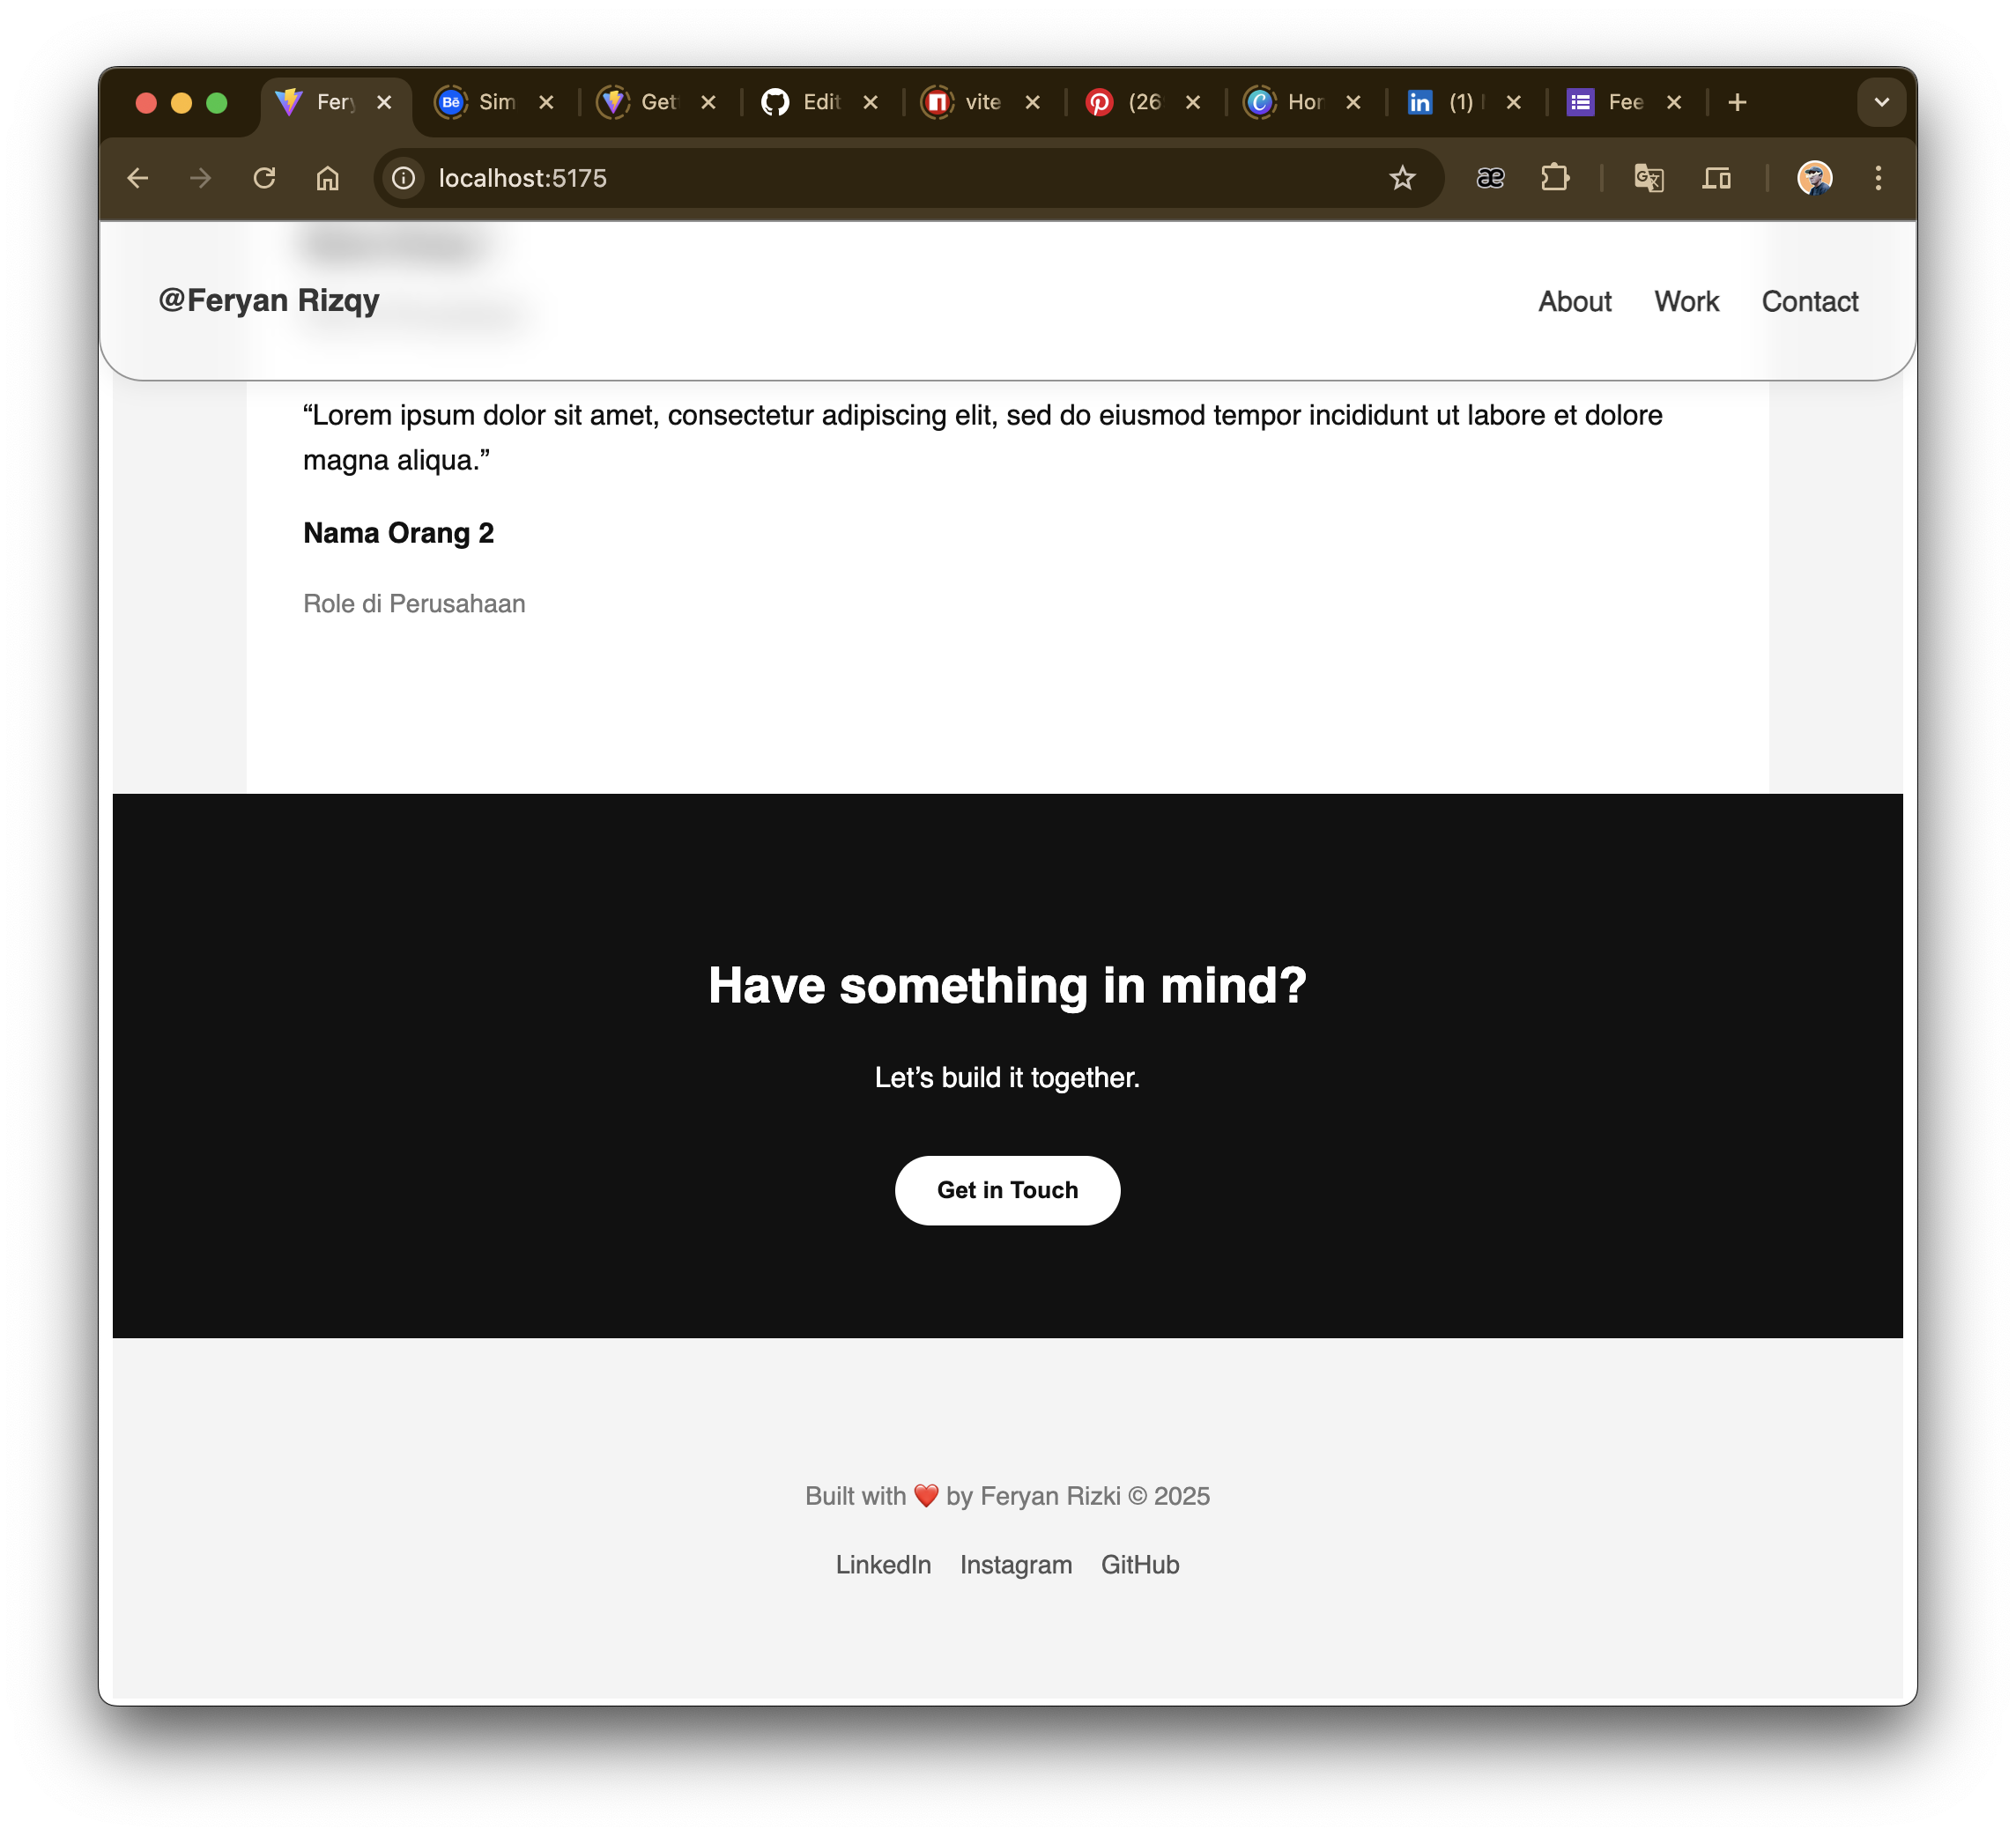 Fery
Sim
Get
Edit
vite
(26
Hor
(1)
Fee
localhost:5175
@Feryan Rizqy
About
Work
Contact
“Lorem ipsum dolor sit amet, consectetur adipiscing elit, sed do eiusmod tempor incididunt ut labore et dolore
magna aliqua.”
Nama Orang 2
Role di Perusahaan
Have something in mind?
Let’s build it together.
Get in Touch
Built with ❤️ by Feryan Rizki © 2025
LinkedIn Instagram GitHub